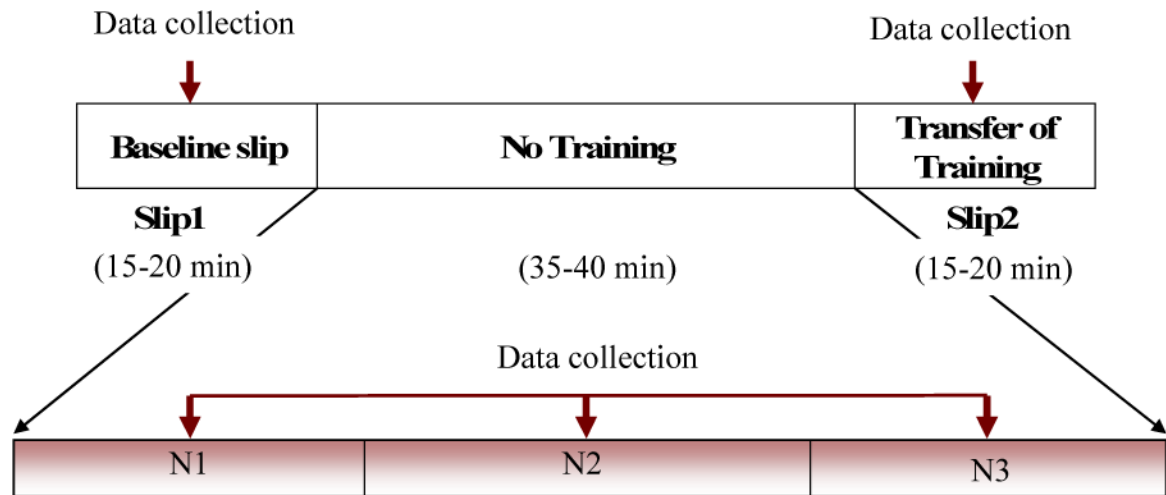 Data collection
Data collection
Baseline slip
No Training
Transfer of
Training
Slip1
Slip2
(15-20 min)
(35-40 min)
(15-20 min)
Data collection
N1
N2
N3